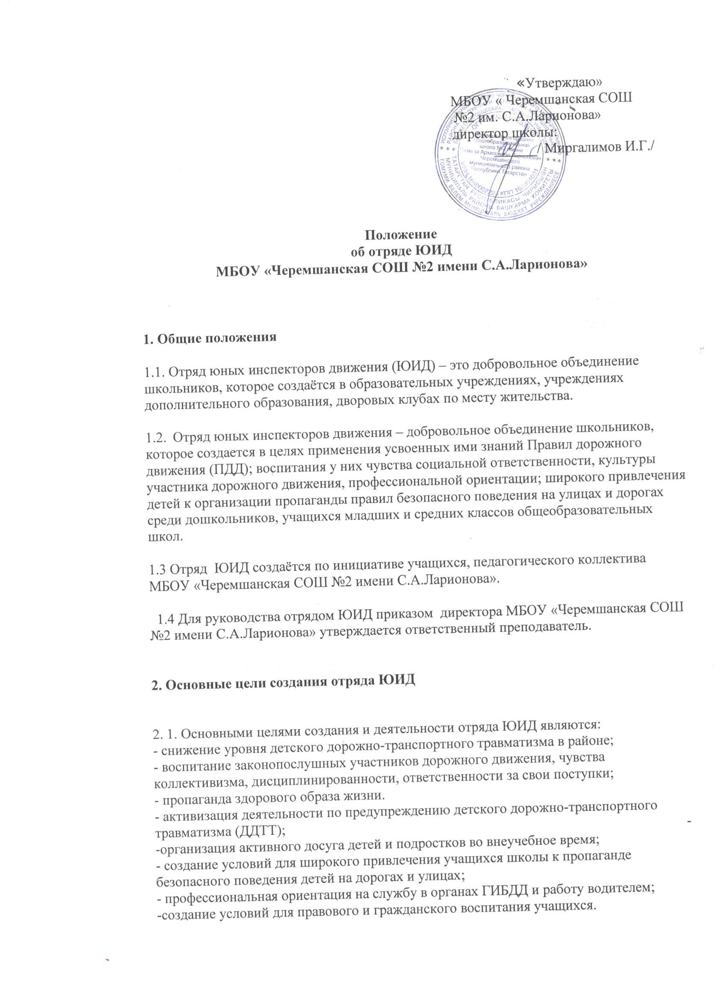 «Утверждаю»
МБОУ « Черемшанская СОШ
№2 им. С.А.Ларионова»
директор школы:
/ Миргалимов И.Г./
общеобразовательная
школа №2 имени
Черемшанского
муниципального района
Республики Татарстан
Положение
об отряде ЮИД
МБОУ «Черемшанская СОШ №2 имени С.А.Ларионова»
1. Общие положения
1.1. Отряд юных инспекторов движения (ЮИД) – это добровольное объединение
школьников, которое создаётся в образовательных учреждениях, учреждениях
дополнительного образования, дворовых клубах по месту жительства.
1.2.  Отряд юных инспекторов движения – добровольное объединение школьников,
которое создается в целях применения усвоенных ими знаний Правил дорожного
движения (ПДД); воспитания у них чувства социальной ответственности, культуры
участника дорожного движения, профессиональной ориентации; широкого привлечения
детей к организации пропаганды правил безопасного поведения на улицах и дорогах
среди дошкольников, учащихся младших и средних классов общеобразовательных
школ.
1.3 Отряд  ЮИД создаётся по инициативе учащихся, педагогического коллектива
МБОУ «Черемшанская СОШ №2 имени С.А.Ларионова».
1.4 Для руководства отрядом ЮИД приказом  директора МБОУ «Черемшанская СОШ
№2 имени С.А.Ларионова» утверждается ответственный преподаватель.
2. Основные цели создания отряда ЮИД
2. 1. Основными целями создания и деятельности отряда ЮИД являются:
- снижение уровня детского дорожно-транспортного травматизма в районе;
- воспитание законопослушных участников дорожного движения, чувства
коллективизма, дисциплинированности, ответственности за свои поступки;
- пропаганда здорового образа жизни.
- активизация деятельности по предупреждению детского дорожно-транспортного -
травматизма (ДДТТ);
-организация активного досуга детей и подростков во внеучебное время;
- создание условий для широкого привлечения учащихся школы к пропаганде
безопасного поведения детей на дорогах и улицах;
- профессиональная ориентация на службу в органах ГИБДД и работу водителем;
-создание условий для правового и гражданского воспитания учащихся.